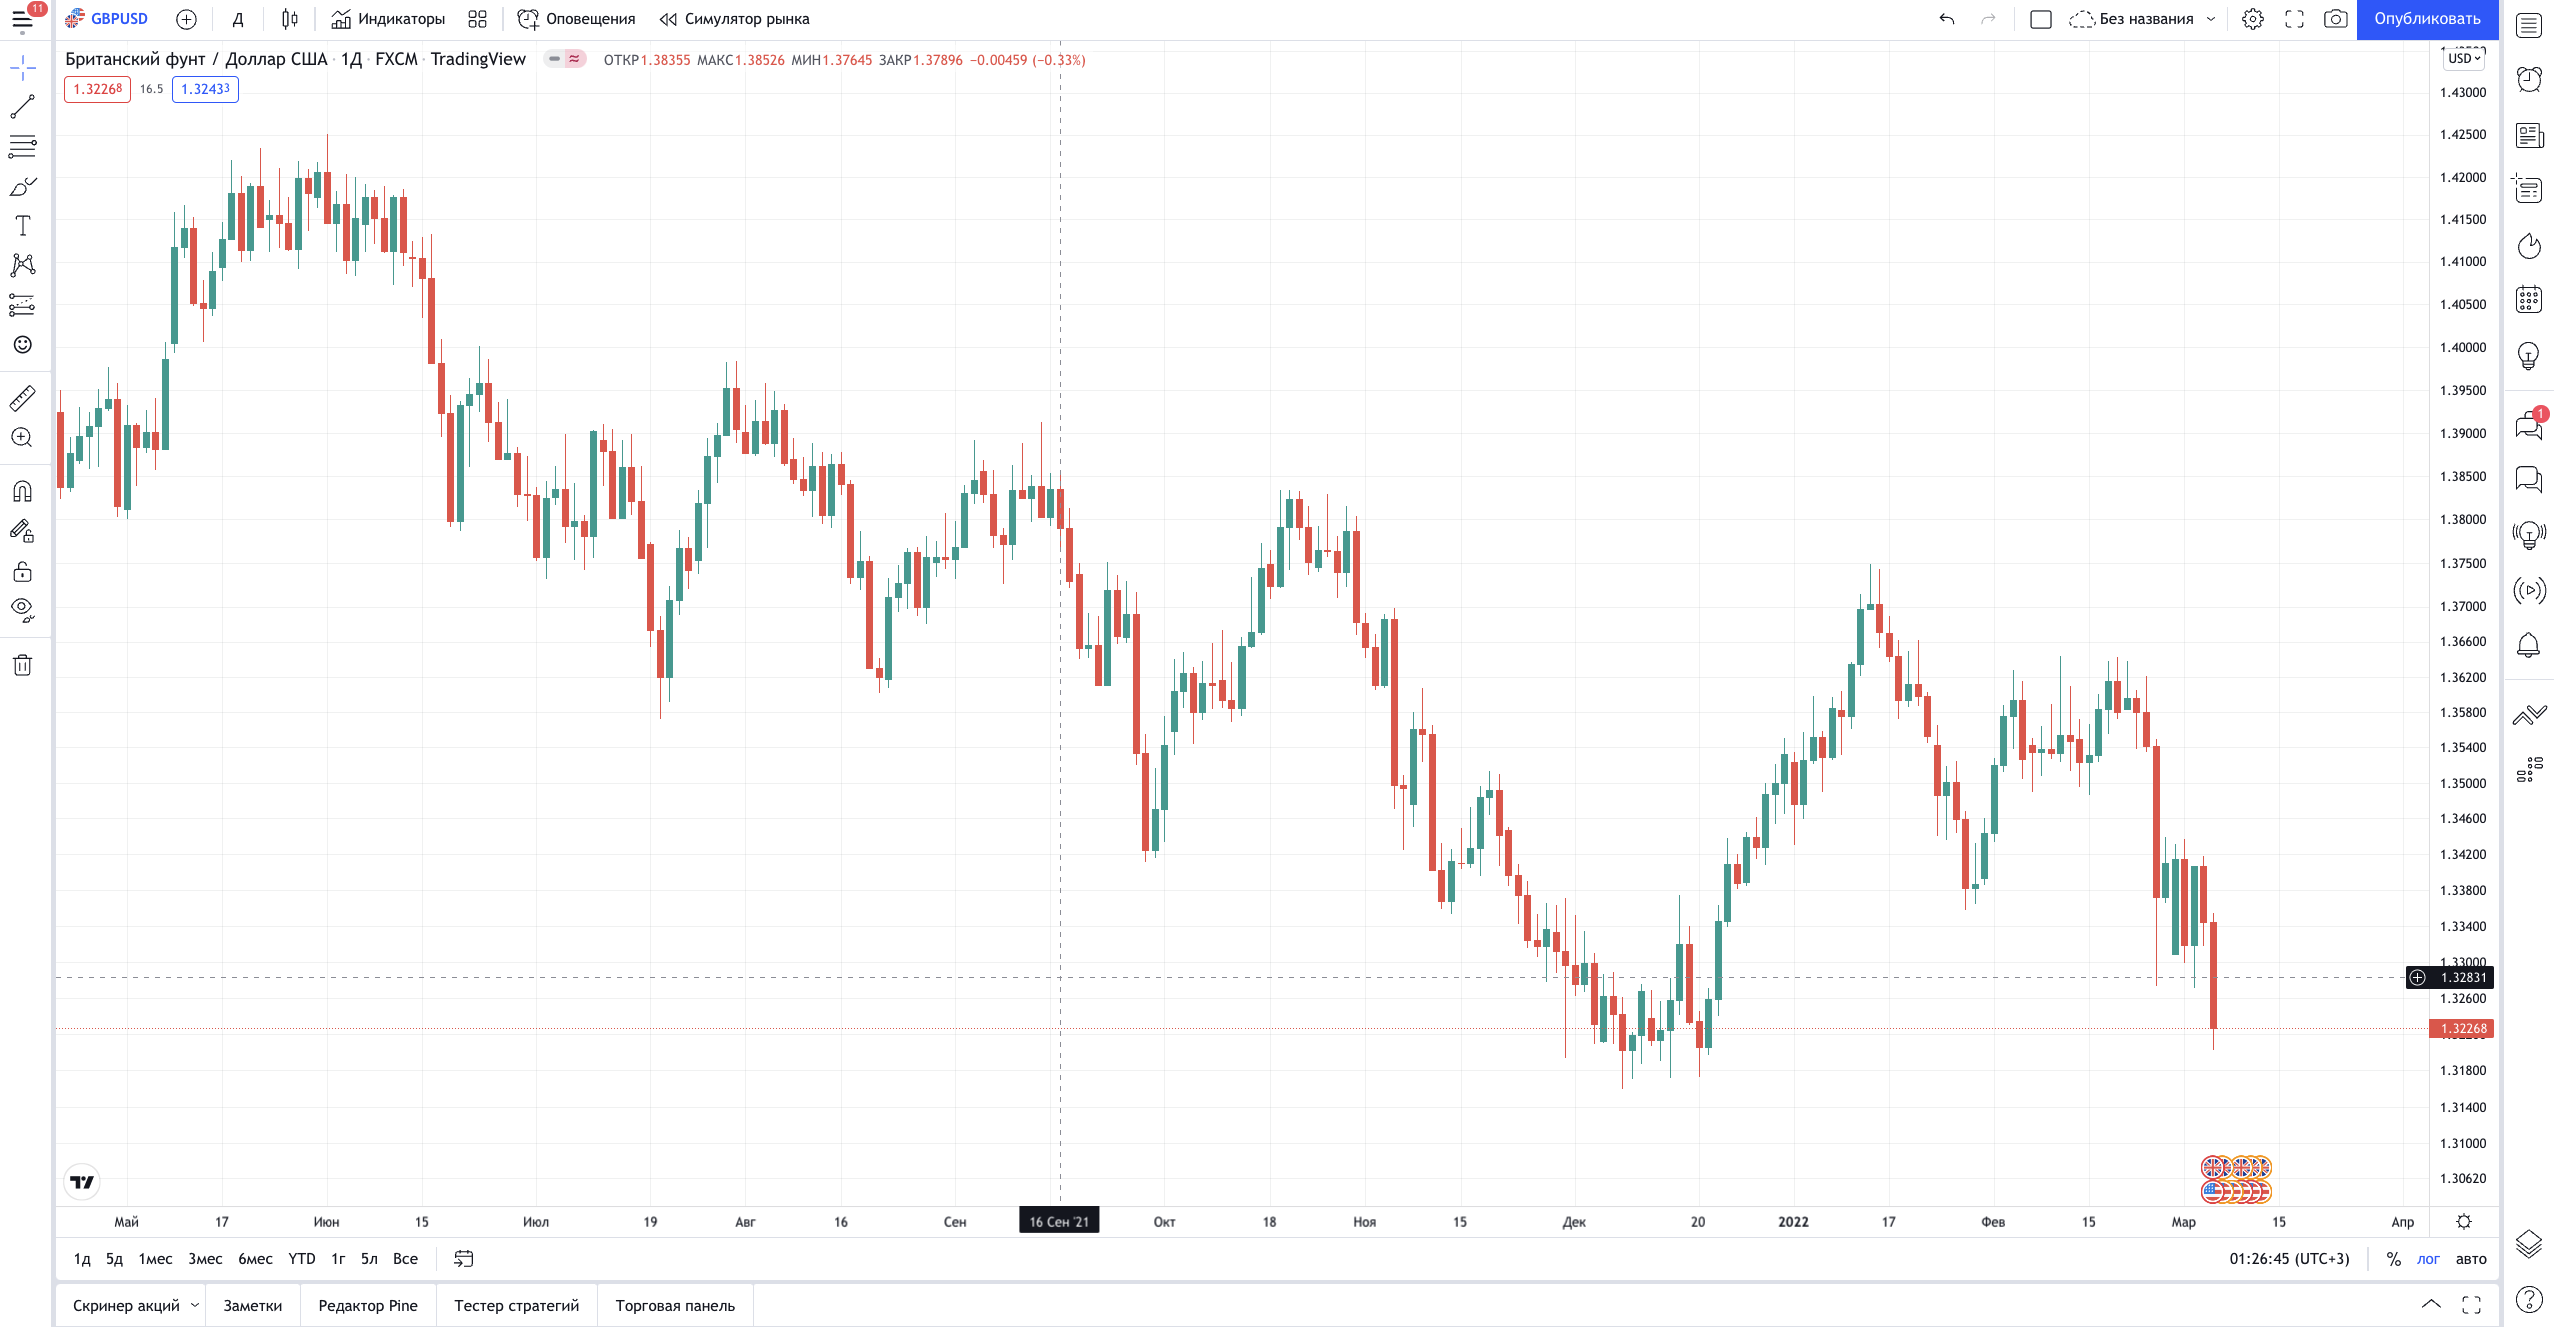 11
GBPUSD
Д
Индикаторы
Оповещения
Симулятор рынка
Без названия
Опубликовать
Британский фунт / Доллар США · 1Д · FXCM · TradingView
ОТКР1.38355 МАКС1.38526 МИН1.37645 ЗАКР1.37896 −0.00459 (−0.33%)
1.32268 16.5 1.32433
USD
1.43000
1.42500
1.42000
1.41500
1.41000
1.40500
1.40000
1.39500
1.39000
1
1.38500
1.38000
1.37500
1.37000
1.36600
1.36200
1.35800
1.35400
1.35000
1.34600
1.34200
1.33800
1.33400
1.33000
1.32831
1.32600
1.32268
1.31800
1.31400
1.31000
1.30620
Май 17 Июн 15 Июл 19 Авг 16 Сен 16 Сен '21 Окт 18 Ноя 15 Дек 20 2022 17 Фев 15 Мар 15 Апр
1д 5д 1мес 3мес 6мес YTD 1г 5л Все
01:26:45 (UTC+3) % лог авто
Скринер акций Заметки Редактор Pine Тестер стратегий Торговая панель